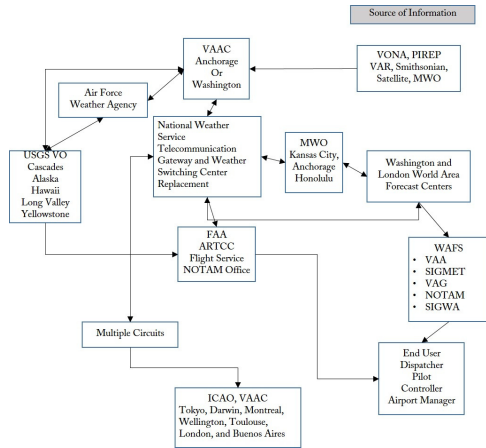 Source of Information
VAAC
Anchorage
Or
Washington
VONA, PIREP
VAR, Smithsonian,
Satellite, MWO
Air Force
Weather Agency
National Weather
Service
Telecommunication
Gateway and Weather
Switching Center
Replacement
MWO
Kansas City,
Anchorage
Honolulu
Washington and
London World Area
Forecast Centers
USGS VO
Cascades
Alaska
Hawaii
Long Valley
Yellowstone
FAA
ARTCC
Flight Service
NOTAM Office
WAFS
• VAA
• SIGMET
• VAG
• NOTAM
• SIGWA
Multiple Circuits
End User
Dispatcher
Pilot
Controller
Airport Manager
ICAO, VAAC
Tokyo, Darwin, Montreal,
Wellington, Toulouse,
London, and Buenos Aires